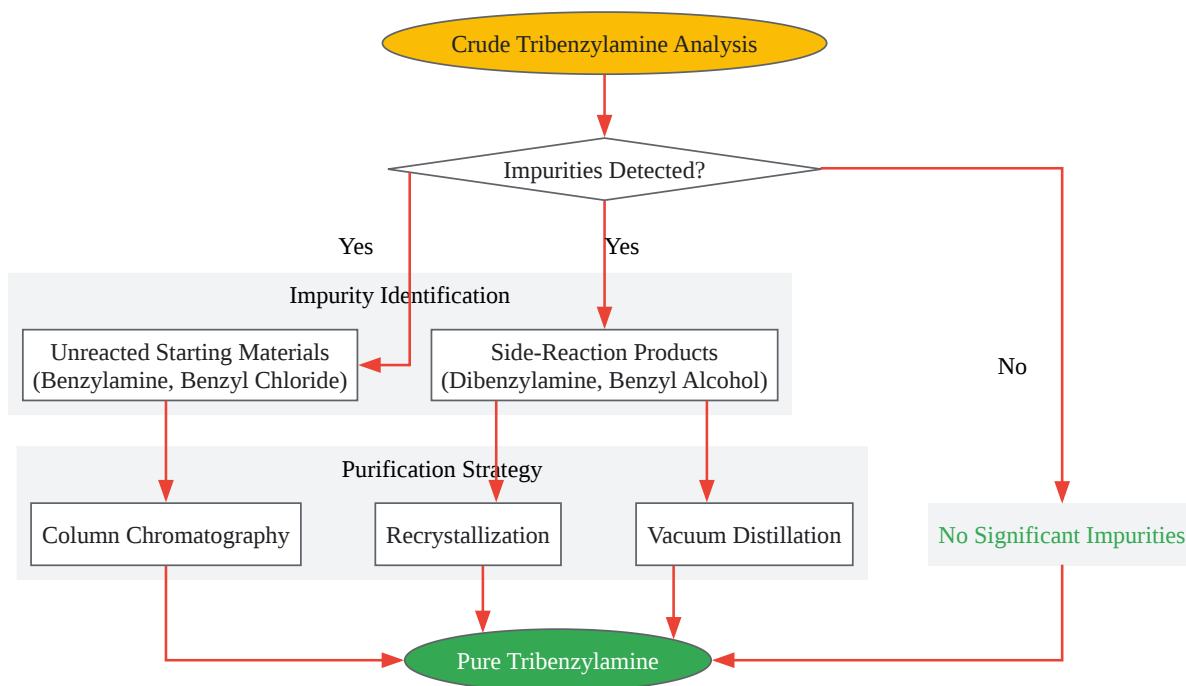 Crude Tribenzylamine Analysis
Impurities Detected?
Yes
Yes
Impurity Identification
Unreacted Starting Materials
(Benzylamine, Benzyl Chloride)
Side-Reaction Products
(Dibenzylamine, Benzyl Alcohol)
No
Purification Strategy
Column Chromatography
Recrystallization
Vacuum Distillation
No Significant Impurities
Pure Tribenzylamine